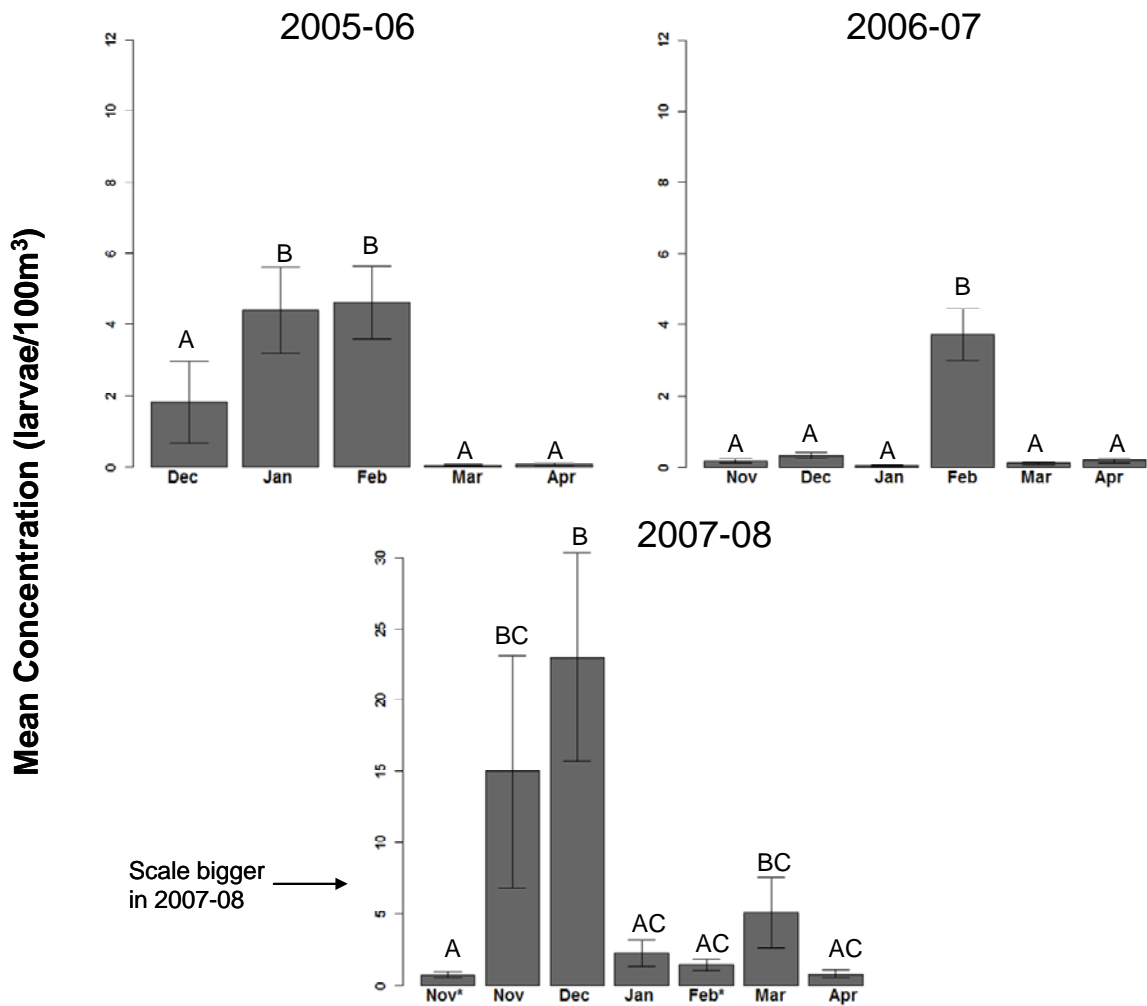 2005-06
2006-07
Mean Concentration (larvae/100m³)
12
10
8
6
4
2
0
A
B
B
A
A
Dec Jan Feb Mar Apr
12
10
8
6
4
2
0
A
A
A
B
A
A
Nov Dec Jan Feb Mar Apr
2007-08
30
25
20
15
10
5
0
A
BC
B
AC
AC
BC
AC
Nov* Nov Dec Jan Feb* Mar Apr
Scale bigger
in 2007-08